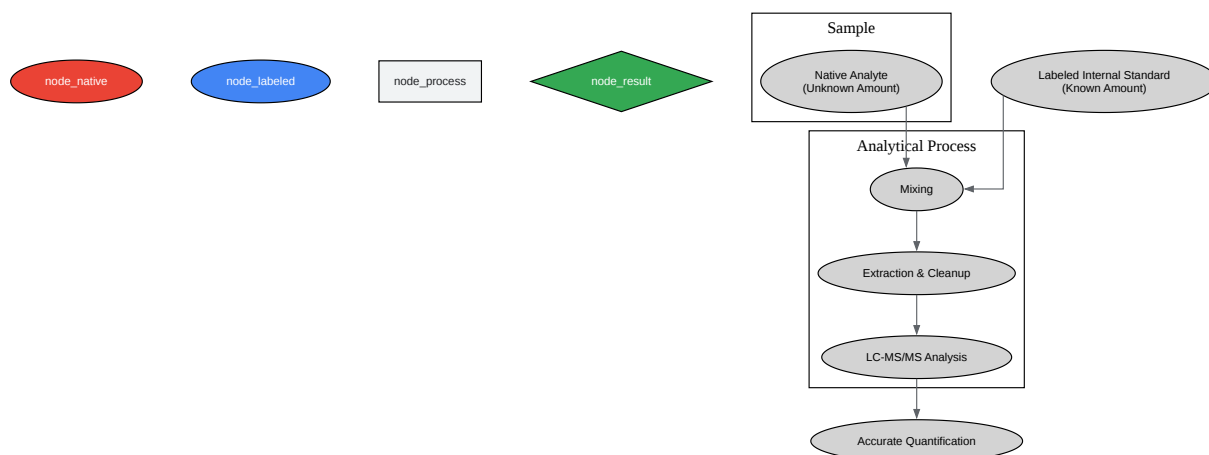 Sample
node_native
node_labeled
node_process
node_result
Native Analyte
(Unknown Amount)
Labeled Internal Standard
(Known Amount)
Analytical Process
Mixing
Extraction & Cleanup
LC-MS/MS Analysis
Accurate Quantification